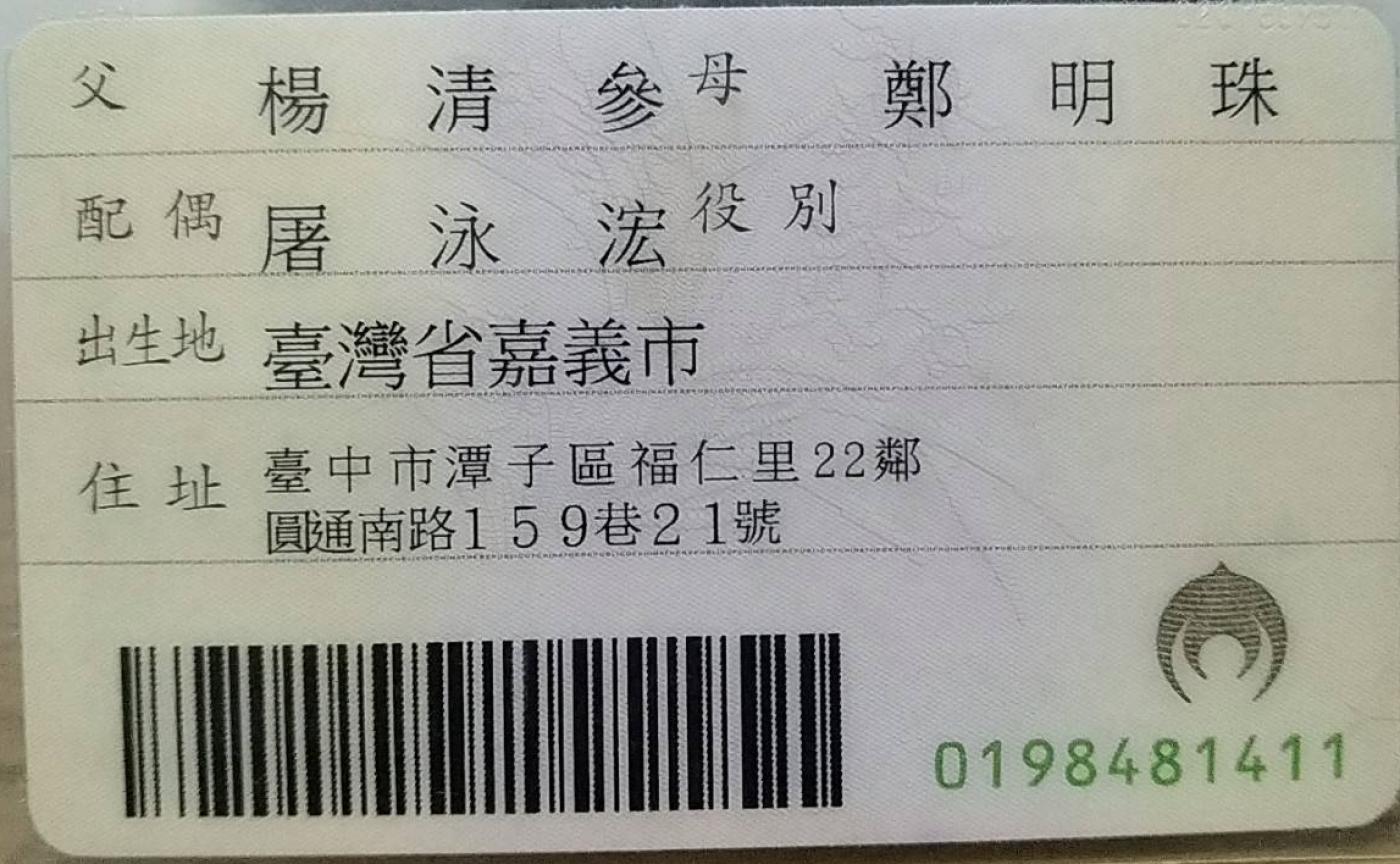 父 楊清參 母 鄭明珠
配偶 屠泳浤 役別
出生地 臺灣省嘉義市
住址 臺中市潭子區福仁里22鄰
圓通南路159巷21號
0198481411